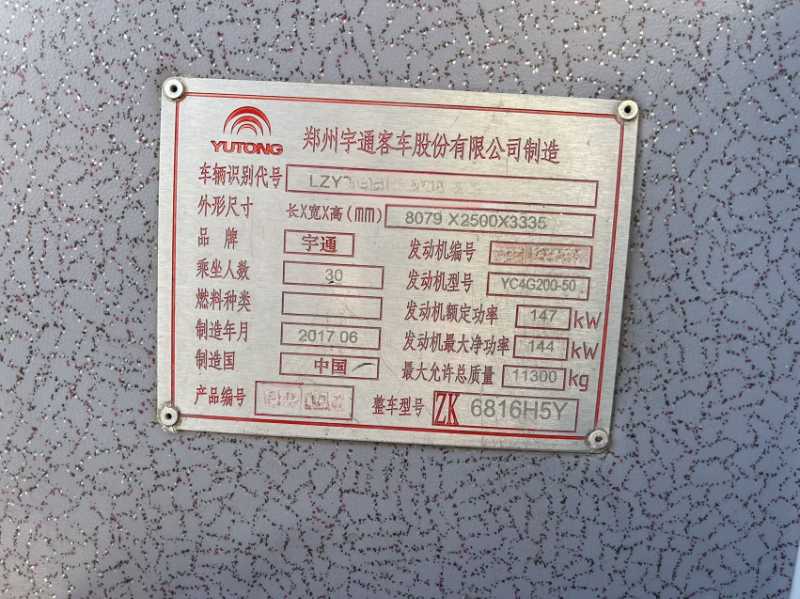 YUTONG
郑州宇通客车股份有限公司制造
车辆识别代号 LZY
外形尺寸 长X宽X高(mm) 8079 X2500X3335
品牌 宇通 发动机编号
乘坐人数 30 发动机型号 YC4G200-50
燃料种类 发动机额定功率 147 kW
制造年月 2017 06 发动机最大净功率 144 kW
制造国 中国 最大允许总质量 11300 kg
产品编号 整车型号 ZK 6816H5Y